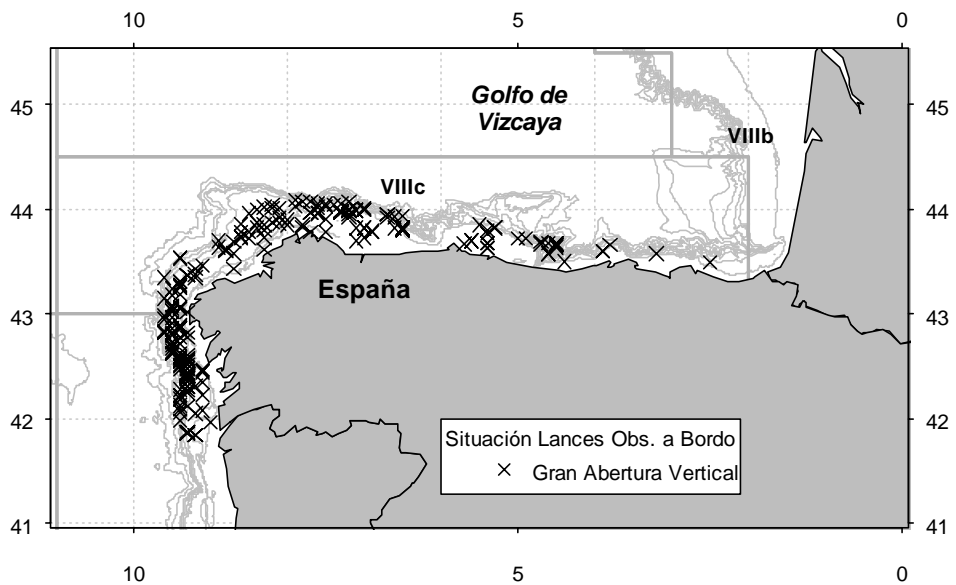 10 5 0
45 45
Golfo de
Vizcaya
VIIIb
VIIIc
44 44
España
43 43
42 42
Situación Lances Obs. a Bordo
× Gran Abertura Vertical
41 41
10 5 0